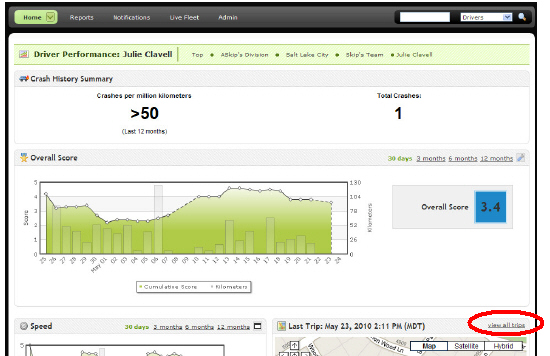 Home Reports Notifications Live Fleet Admin Drivers
Driver Performance: Julie Clavell Top ASkip's Division Salt Lake City Skip's Team Julie Clavell
Crash History Summary
Crashes per million kilometers Total Crashes:
>50 1
(Last 12 months)
Overall Score 30 days 3 months 6 months 12 months
5 130
4 104
3 78
2 52
1 26
0 0
Score
Kilometers
25 26 27 28 29 30 May 01 02 03 04 05 06 07 09 10 11 12 13 14 15 16 17 18 19 20 21 22 23 24
Cumulative Score Kilometers
Overall Score 3.4
Speed 30 days 3 months 6 months 12 months
Last Trip: May 23, 2010 2:11 PM (MDT) view all trips
5
Map Satellite Hybrid